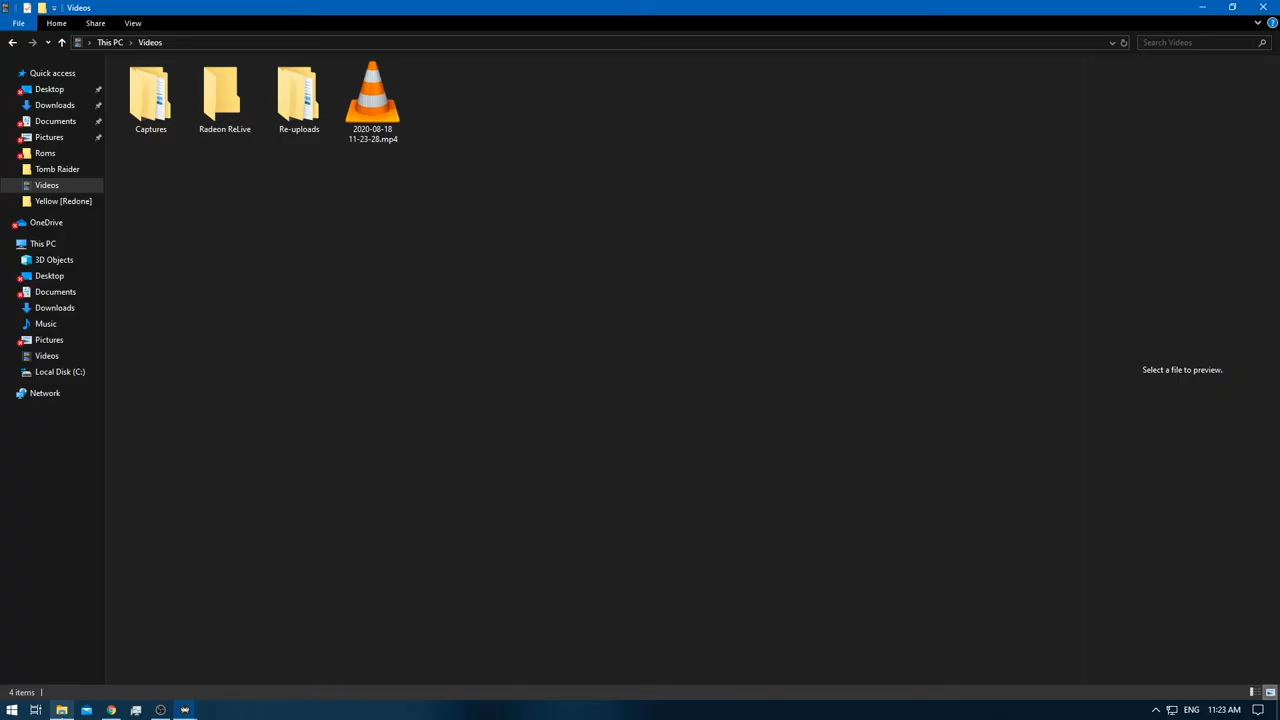 Videos
File
Home
Share
View
This PC
Videos
Search Videos
Quick access
Desktop
Downloads
Documents
Pictures
Roms
Tomb Raider
Videos
Yellow [Redone]
OneDrive
This PC
3D Objects
Desktop
Documents
Downloads
Music
Pictures
Videos
Local Disk (C:)
Network
Captures
Radeon ReLive
Re-uploads
2020-08-18
11-23-28.mp4
Select a file to preview.
4 items
ENG
11:23 AM